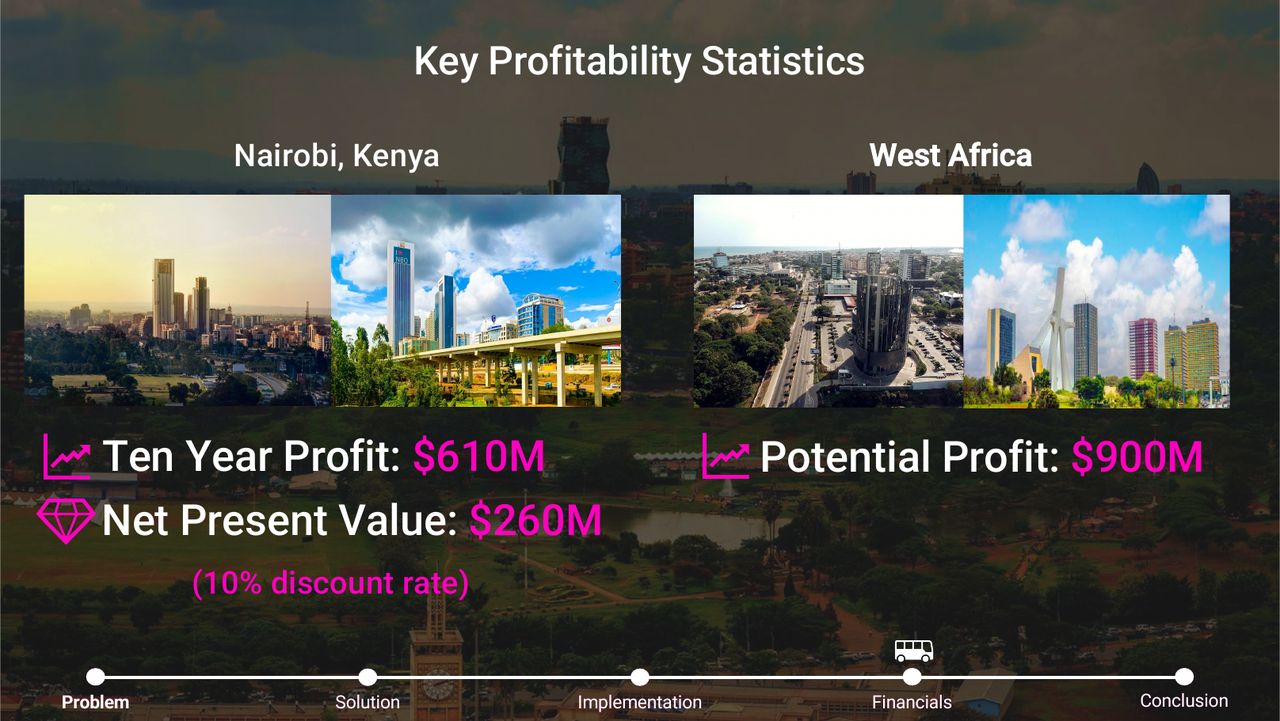 Key Profitability Statistics
Nairobi, Kenya
West Africa
Ten Year Profit: $610M
Net Present Value: $260M
(10% discount rate)
Potential Profit: $900M
Problem
Solution
Implementation
Financials
Conclusion